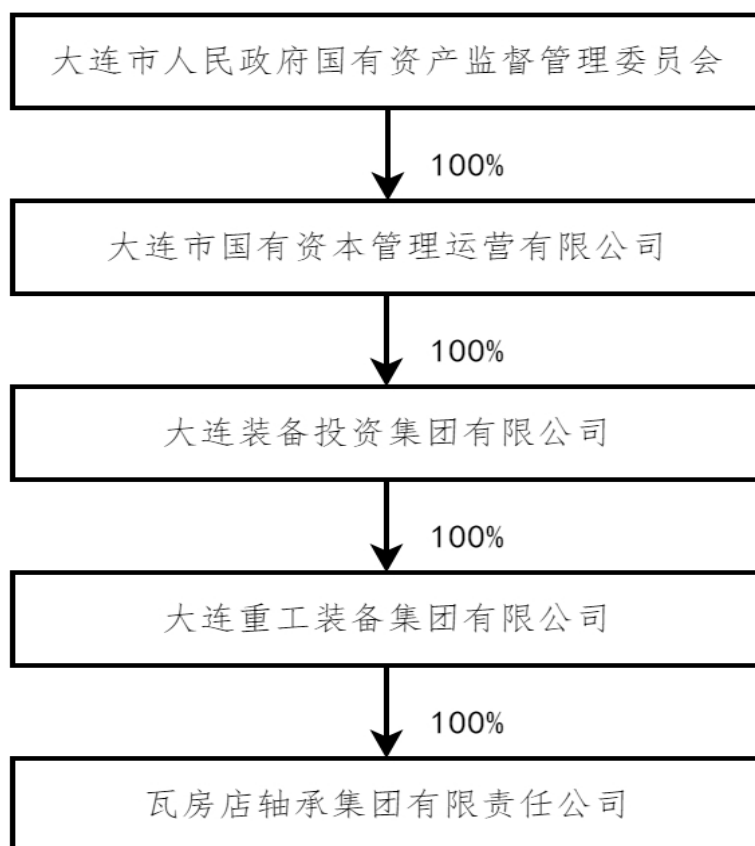 大连市人民政府国有资产监督管理委员会
100%
大连市国有资本管理运营有限公司
100%
大连装备投资集团有限公司
100%
大连重工装备集团有限公司
100%
瓦房店轴承集团有限责任公司